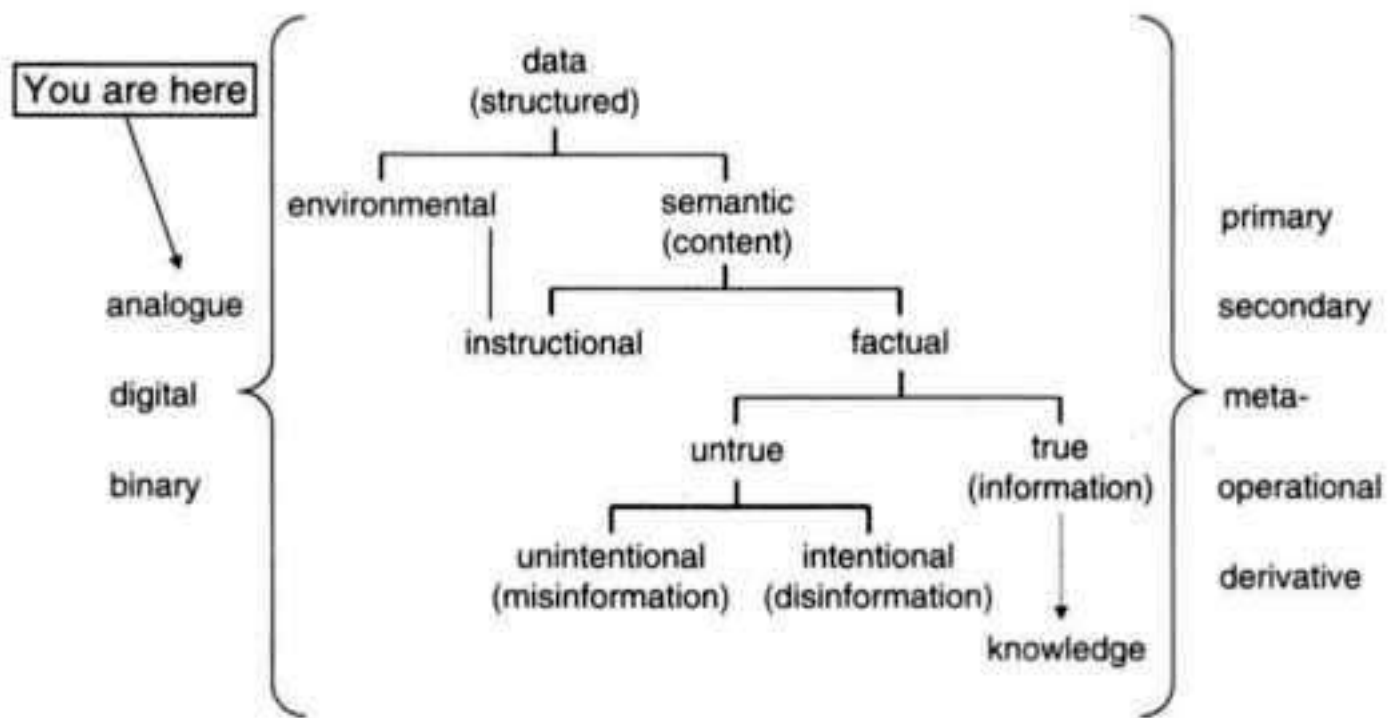 You are here
data
(structured)
environmental
semantic
(content)
primary
analogue
secondary
instructional
factual
digital
meta-
untrue
true
(information)
binary
operational
unintentional
(misinformation)
intentional
(disinformation)
derivative
knowledge